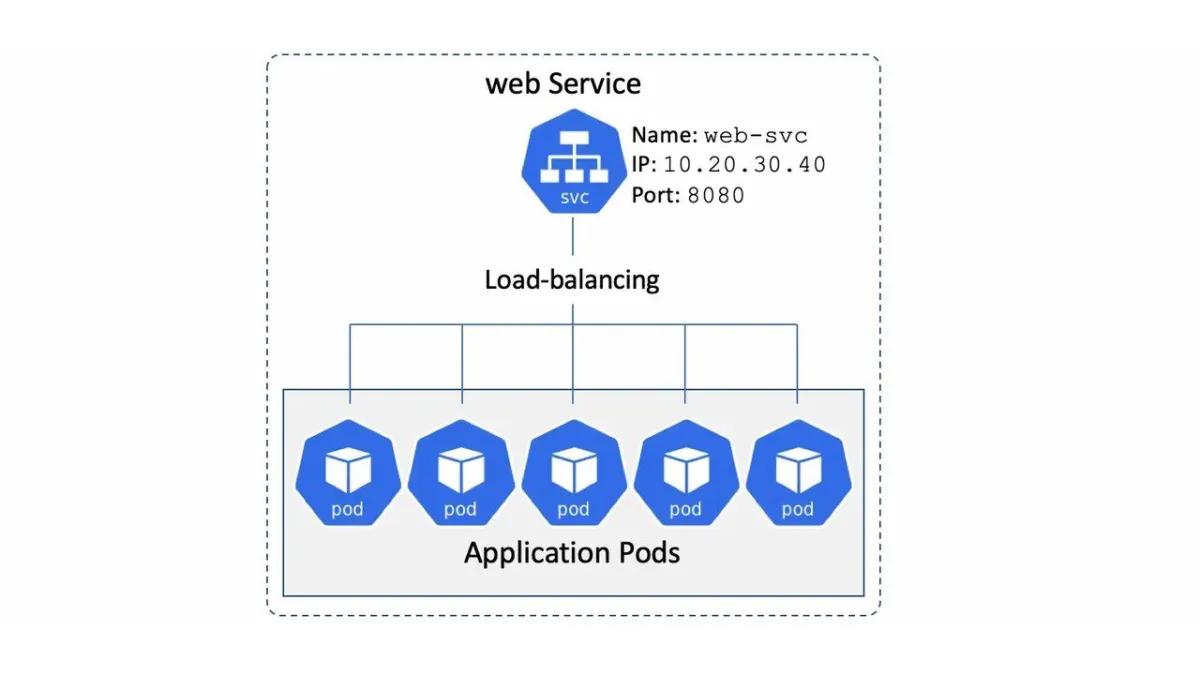 web Service
Name: web-svc
IP: 10.20.30.40
Port: 8080
svc
Load-balancing
pod pod pod pod pod
Application Pods